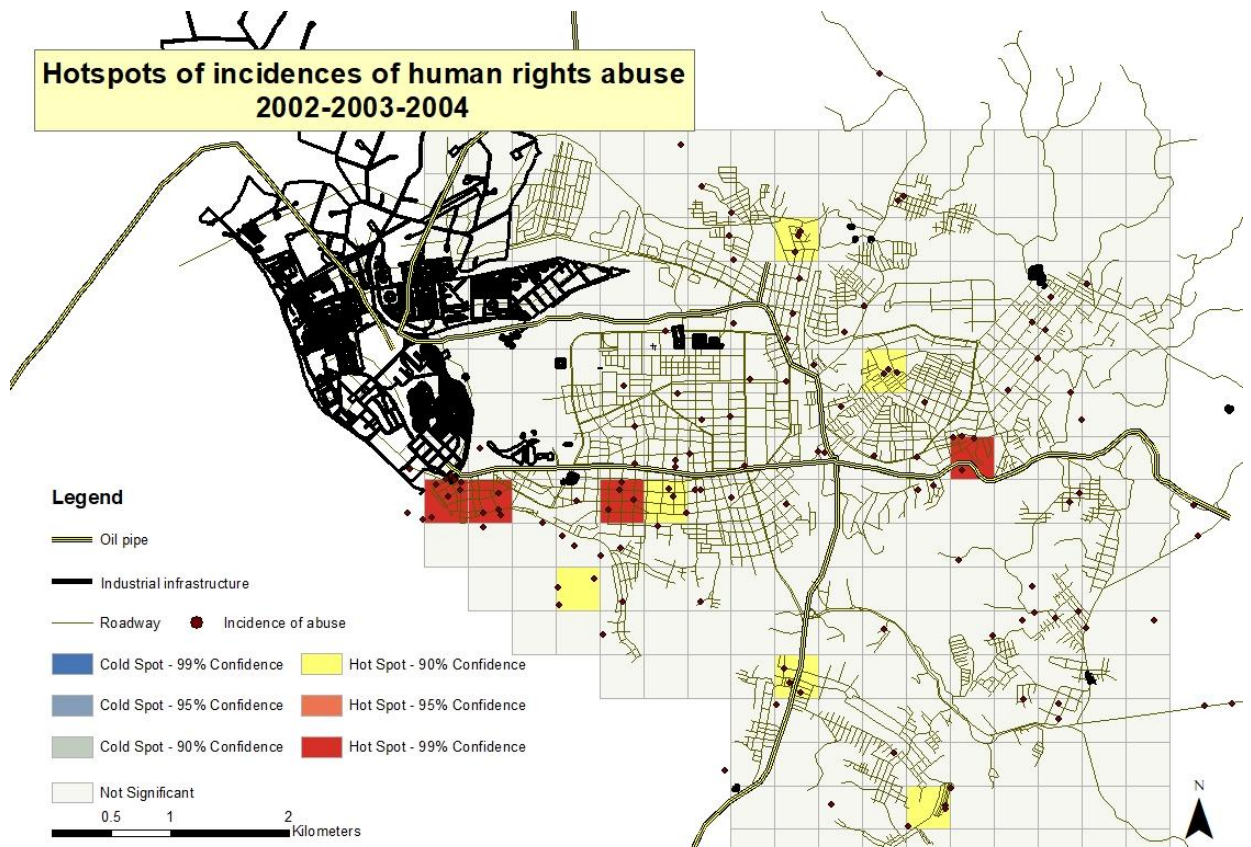 Hotspots of incidences of human rights abuse
2002-2003-2004
Legend
Oil pipe
Industrial infrastructure
Roadway Incidence of abuse
Cold Spot - 99% Confidence Hot Spot - 90% Confidence
Cold Spot - 95% Confidence Hot Spot - 95% Confidence
Cold Spot - 90% Confidence Hot Spot - 99% Confidence
Not Significant
0.5 1 2
Kilometers
N